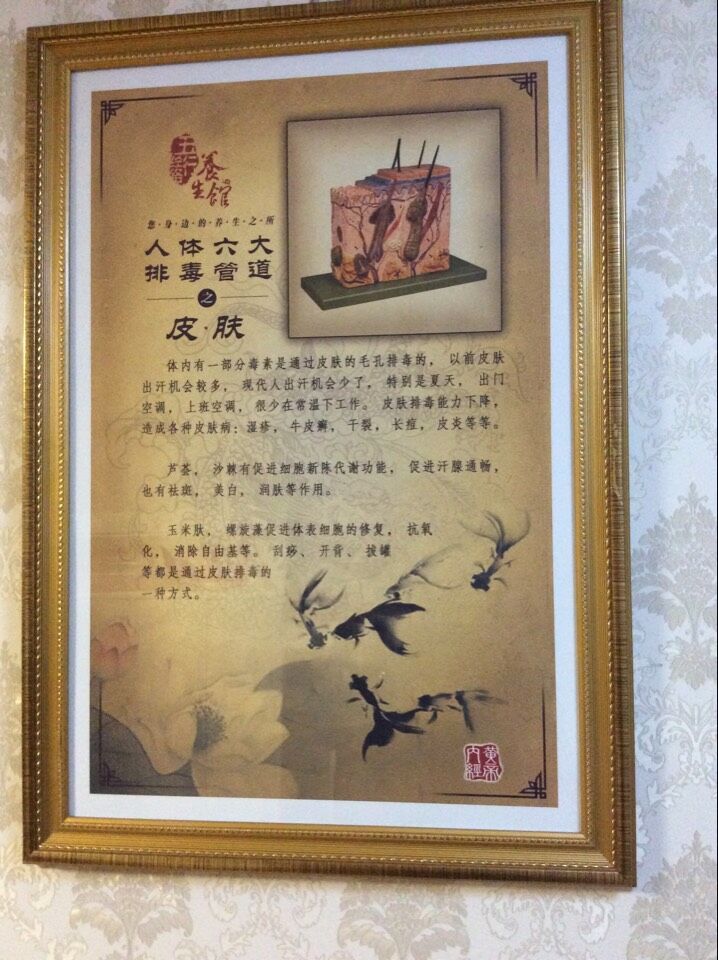 五行
养生馆
您·身·边·的·养·生·之·所
人体六大
排毒管道
之
皮·肤
体内有一部分毒素是通过皮肤的毛孔排毒的，以前皮肤
出汗机会较多，现代人出汗机会少了，特别是夏天，出门
空调，上班空调，很少在常温下工作。皮肤排毒能力下降，
造成各种皮肤病：湿疹，牛皮癣，干裂，长痘，皮炎等等。
芦荟，沙棘有促进细胞新陈代谢功能，促进汗腺通畅，
也有祛斑，美白，润肤等作用。
玉米肽，螺旋藻促进体表细胞的修复，抗氧
化，消除自由基等。刮痧、开背、拔罐
等都是通过皮肤排毒的
一种方式。
黄帝
内經